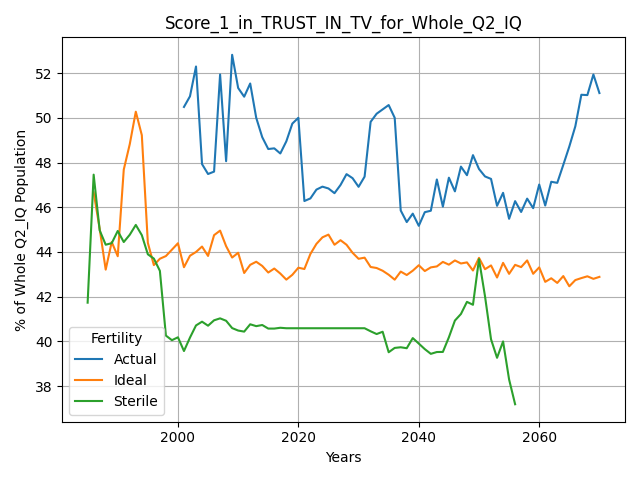 Score_1_in_TRUST_IN_TV_for_Whole_Q2_IQ
% of Whole Q2_IQ Population
52
50
48
46
44
42
40
38
Fertility
Actual
Ideal
Sterile
2000
2020
2040
2060
Years